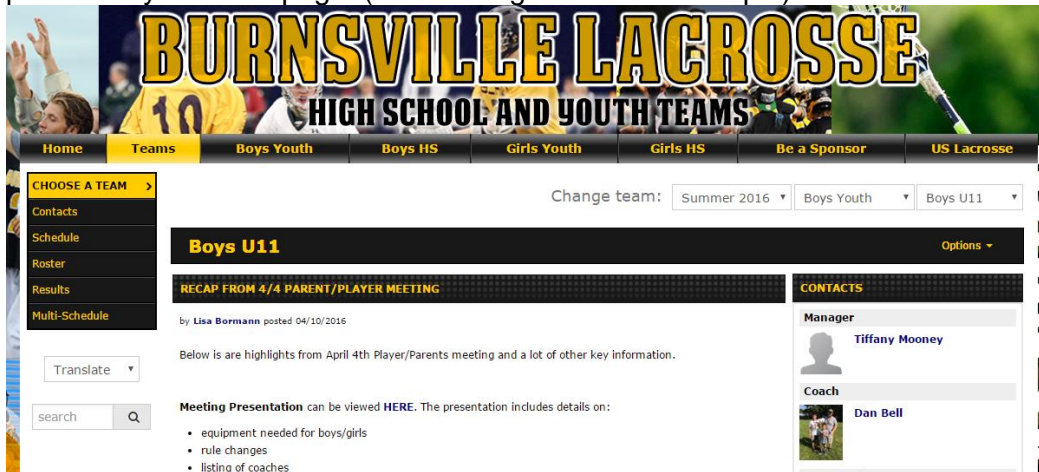 BURNSVILLE LACROSSE
HIGH SCHOOL AND YOUTH TEAMS
Home Teams Boys Youth Boys HS Girls Youth Girls HS Be a Sponsor US Lacrosse
CHOOSE A TEAM >
Contacts
Schedule
Roster
Results
Multi-Schedule
Translate
search
Change team: Summer 2016 Boys Youth Boys U11
Boys U11 Options
RECAP FROM 4/4 PARENT/PLAYER MEETING
by Lisa Bormann posted 04/10/2016
Below is are highlights from April 4th Player/Parents meeting and a lot of other key information.
Meeting Presentation can be viewed HERE. The presentation includes details on:
• equipment needed for boys/girls
• rule changes
• listing of coaches
CONTACTS
Manager
Tiffany Mooney
Coach
Dan Bell